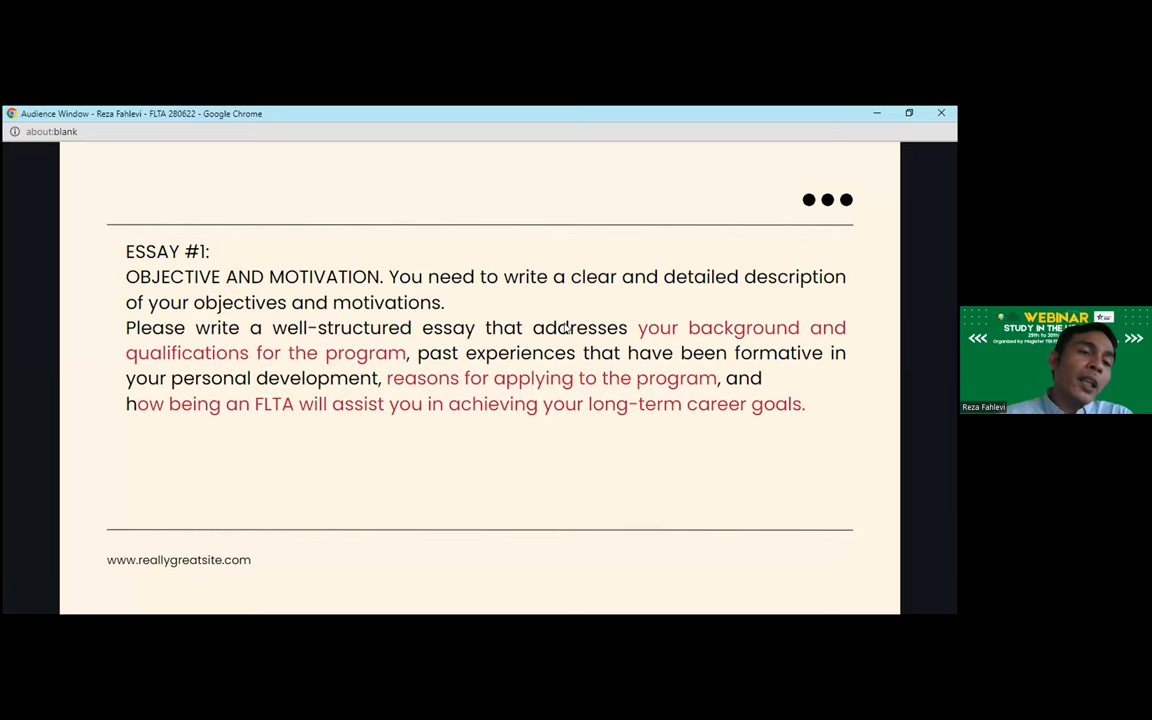 Audience Window - Reza Fahlevi - FLTA 280622 - Google Chrome
about:blank
ESSAY #1:
OBJECTIVE AND MOTIVATION. You need to write a clear and detailed description
of your objectives and motivations.
Please write a well-structured essay that addresses your background and
qualifications for the program, past experiences that have been formative in
your personal development, reasons for applying to the program, and
how being an FLTA will assist you in achieving your long-term career goals.
www.reallygreatsite.com
WEBINAR
STUDY IN THE
Reza Fahlevi